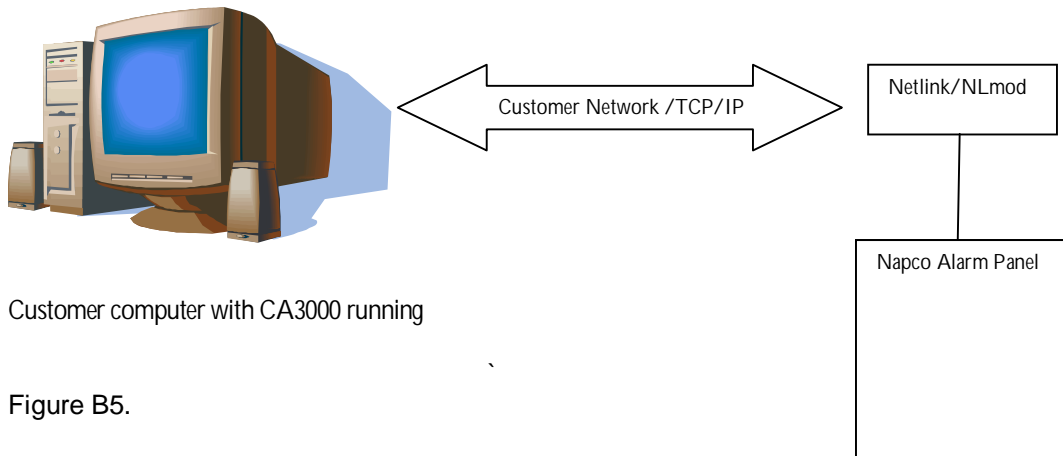 Customer Network /TCP/IP
Netlink/NLmod
Napco Alarm Panel
Customer computer with CA3000 running
`
Figure B5.